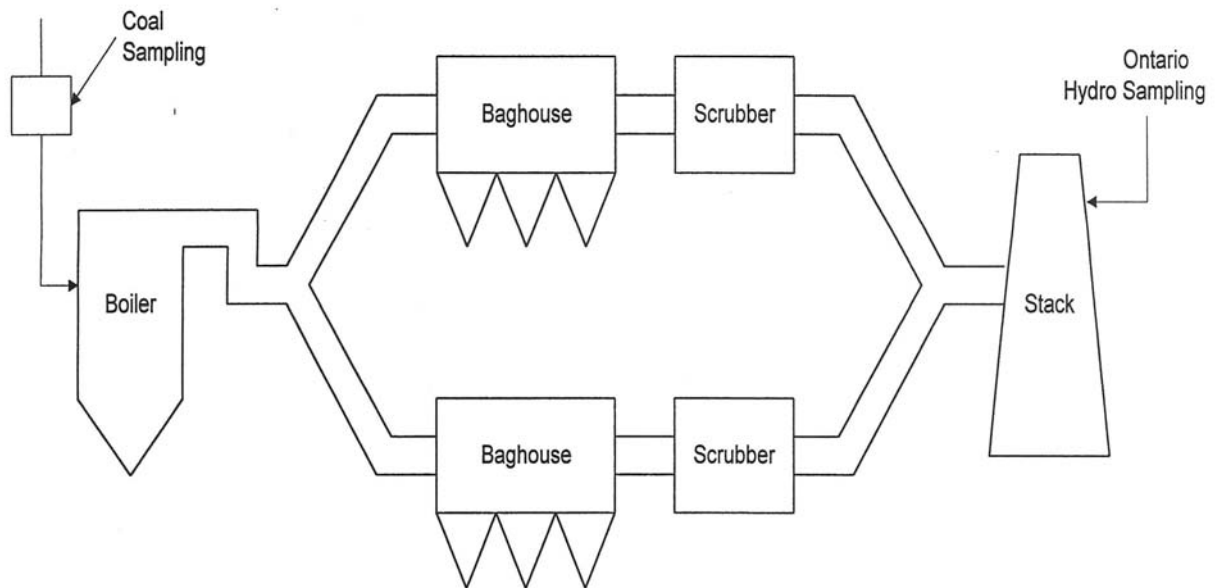 Coal
Sampling
Ontario
Hydro Sampling
Baghouse
Scrubber
Boiler
Stack
Baghouse
Scrubber